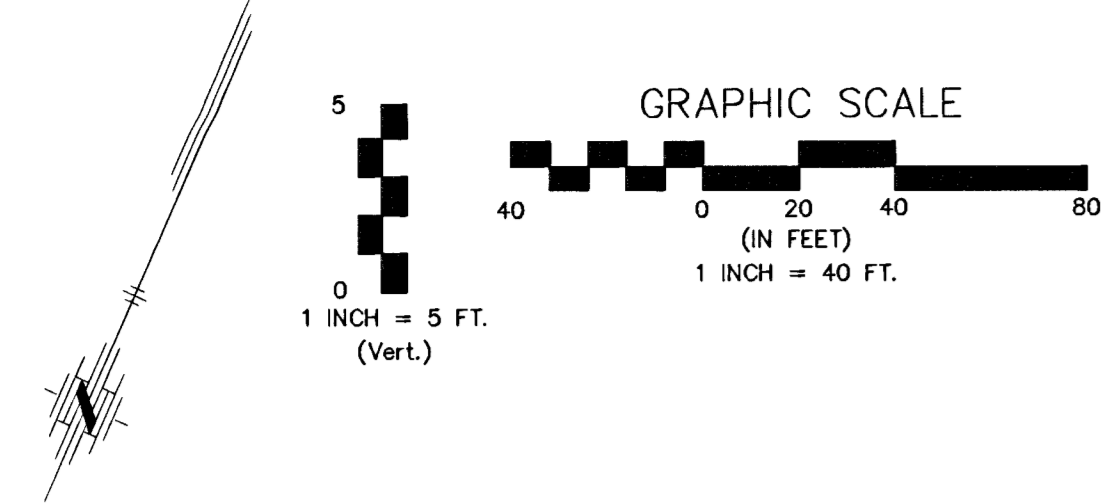 5
0
1 INCH = 5 FT.
(Vert.)
GRAPHIC SCALE
40 0 20 40 80
(IN FEET)
1 INCH = 40 FT.
N